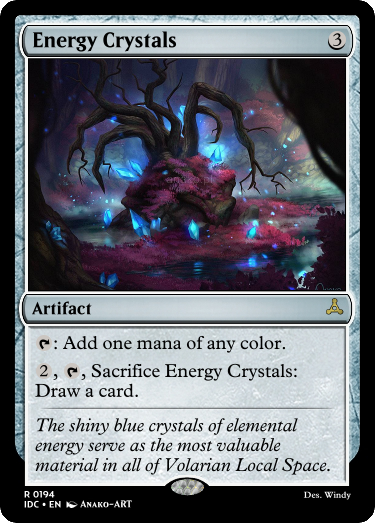 Energy Crystals 3
Artifact
: Add one mana of any color.
2, , Sacrifice Energy Crystals:
Draw a card.
The shiny blue crystals of elemental
energy serve as the most valuable
material in all of Volarian Local Space.
R 0194
IDC • EN Anako-Art
Des. Windy